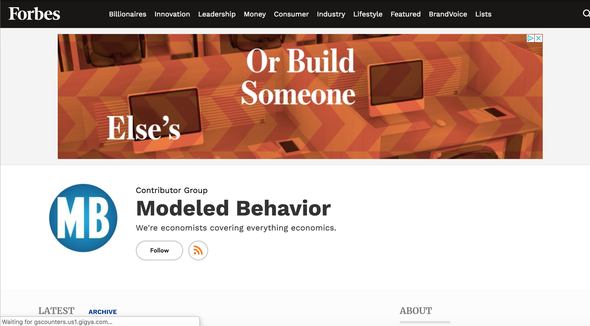 Forbes
Billionaires Innovation Leadership Money Consumer Industry Lifestyle Featured BrandVoice Lists
Or Build
Someone
Else's
MB
Contributor Group
Modeled Behavior
We're economists covering everything economics.
Follow
LATEST ARCHIVE ABOUT
Waiting for gscounters.us1.gigya.com...